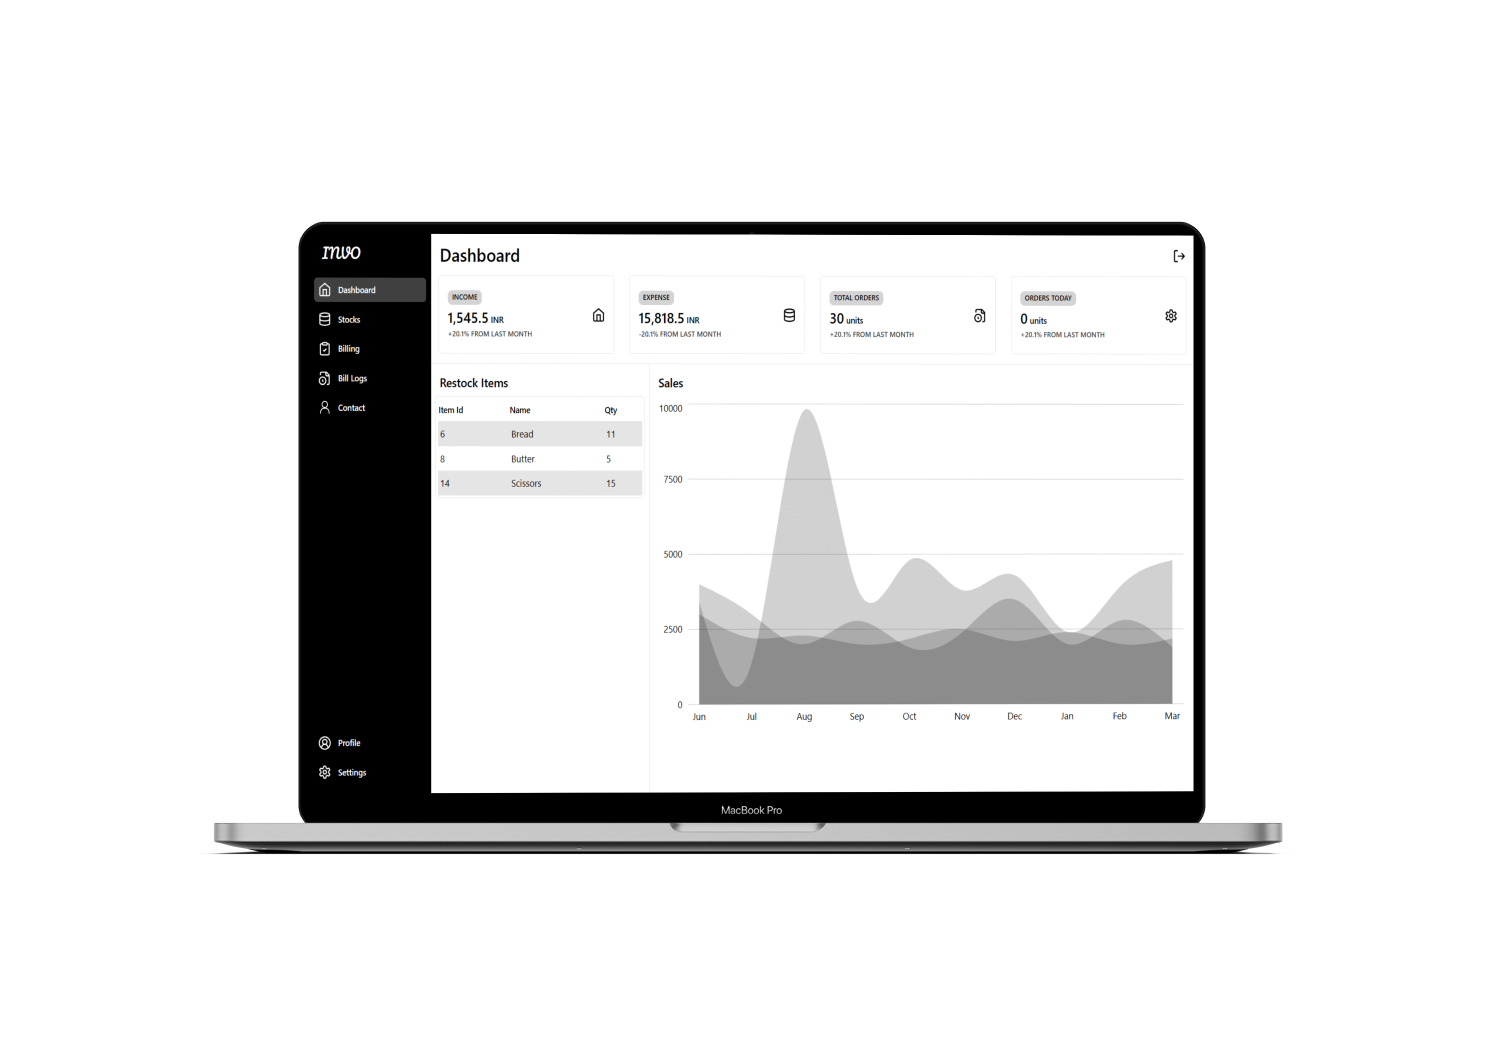 INVO
Dashboard
Stocks
Billing
Bill Logs
Contact
Profile
Settings
Dashboard
INCOME
1,545.5 INR
+20.1% FROM LAST MONTH
EXPENSE
15,818.5 INR
-20.1% FROM LAST MONTH
TOTAL ORDERS
30 units
+20.1% FROM LAST MONTH
ORDERS TODAY
0 units
+20.1% FROM LAST MONTH
Restock Items
Item Id Name Qty
6 Bread 11
8 Butter 5
14 Scissors 15
Sales
10000
7500
5000
2500
0
Jun Jul Aug Sep Oct Nov Dec Jan Feb Mar
MacBook Pro